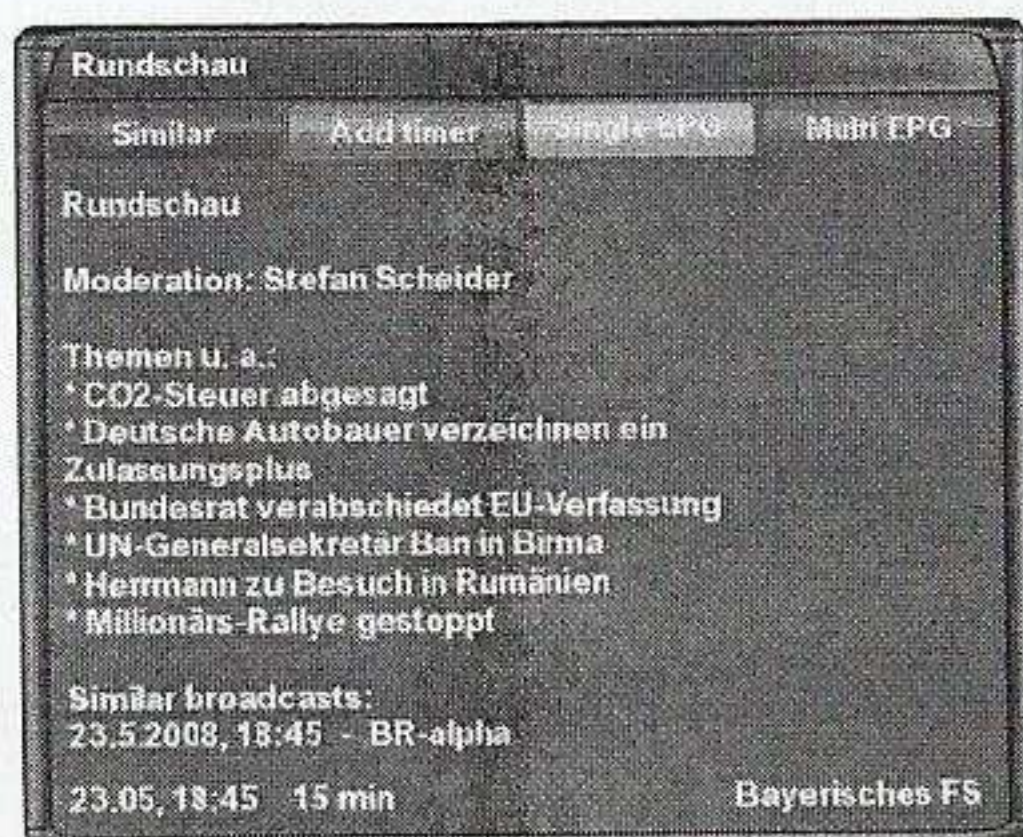 Rundschau
Similar Add timer Single EPG Multi EPG
Rundschau
Moderation: Stefan Scheider
Themen u. a.:
* CO2-Steuer abgesagt
* Deutsche Autobauer verzeichnen ein
Zulassungsplus
* Bundesrat verabschiedet EU-Verfassung
* UN-Generalsekretär Ban in Birma
* Herrmann zu Besuch in Rumänien
* Millionärs-Rallye gestoppt
Similar broadcasts:
23.5.2008, 18:45 - BR-alpha
23.05, 18:45 15 min Bayerisches FS